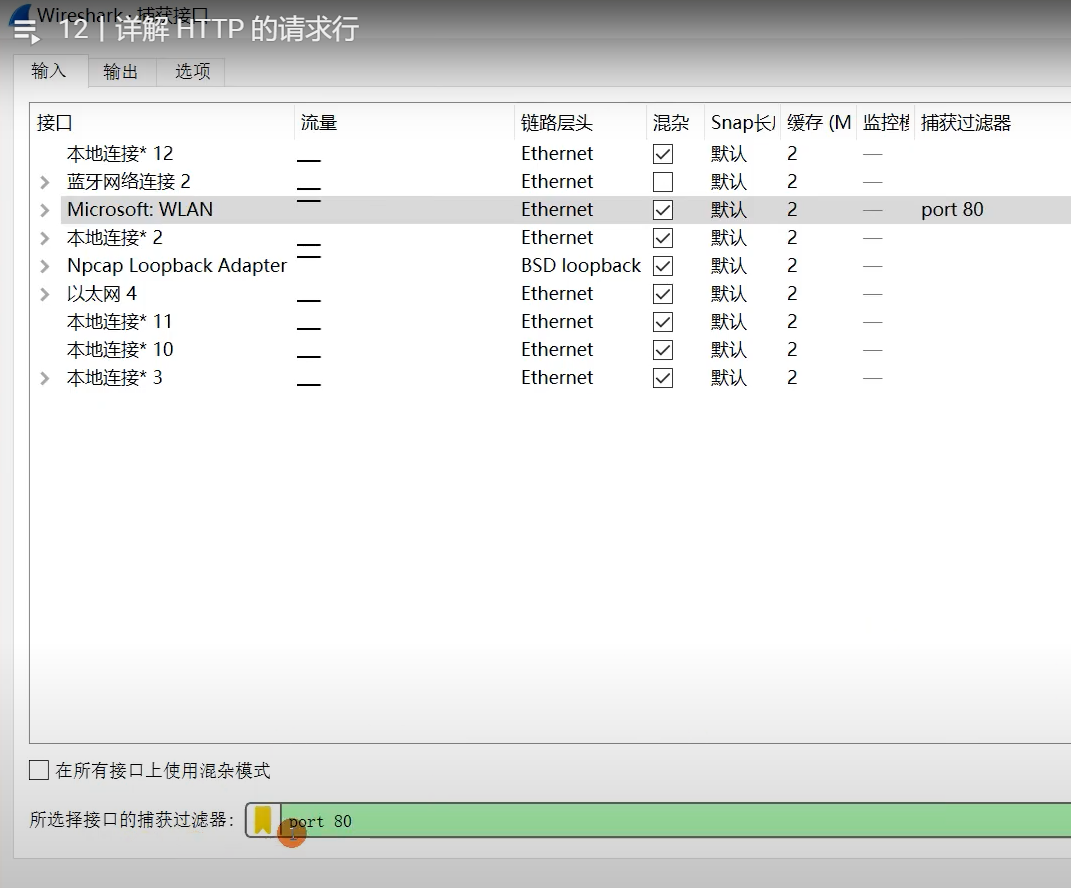 Wireshark · 捕获接口
12 | 详解 HTTP 的请求行
输入 输出 选项
接口 流量 链路层头 混杂 Snap长 缓存 (M 监控模 捕获过滤器
本地连接* 12 Ethernet 默认 2 —
蓝牙网络连接 2 Ethernet 默认 2 —
Microsoft: WLAN Ethernet 默认 2 — port 80
本地连接* 2 Ethernet 默认 2 —
Npcap Loopback Adapter BSD loopback 默认 2 —
以太网 4 Ethernet 默认 2 —
本地连接* 11 Ethernet 默认 2 —
本地连接* 10 Ethernet 默认 2 —
本地连接* 3 Ethernet 默认 2 —
在所有接口上使用混杂模式
所选择接口的捕获过滤器: port 80